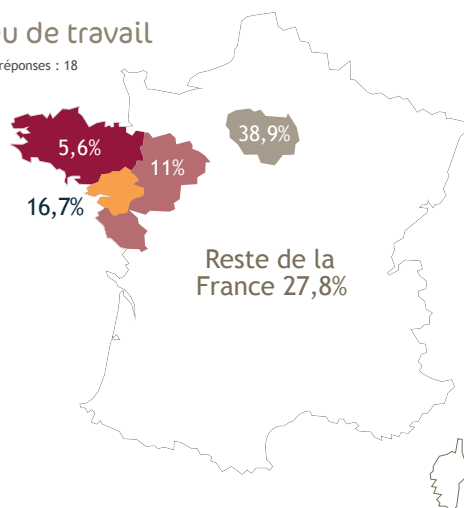 u de travail
réponses : 18
5,6%
38,9%
11%
16,7%
Reste de la
France 27,8%